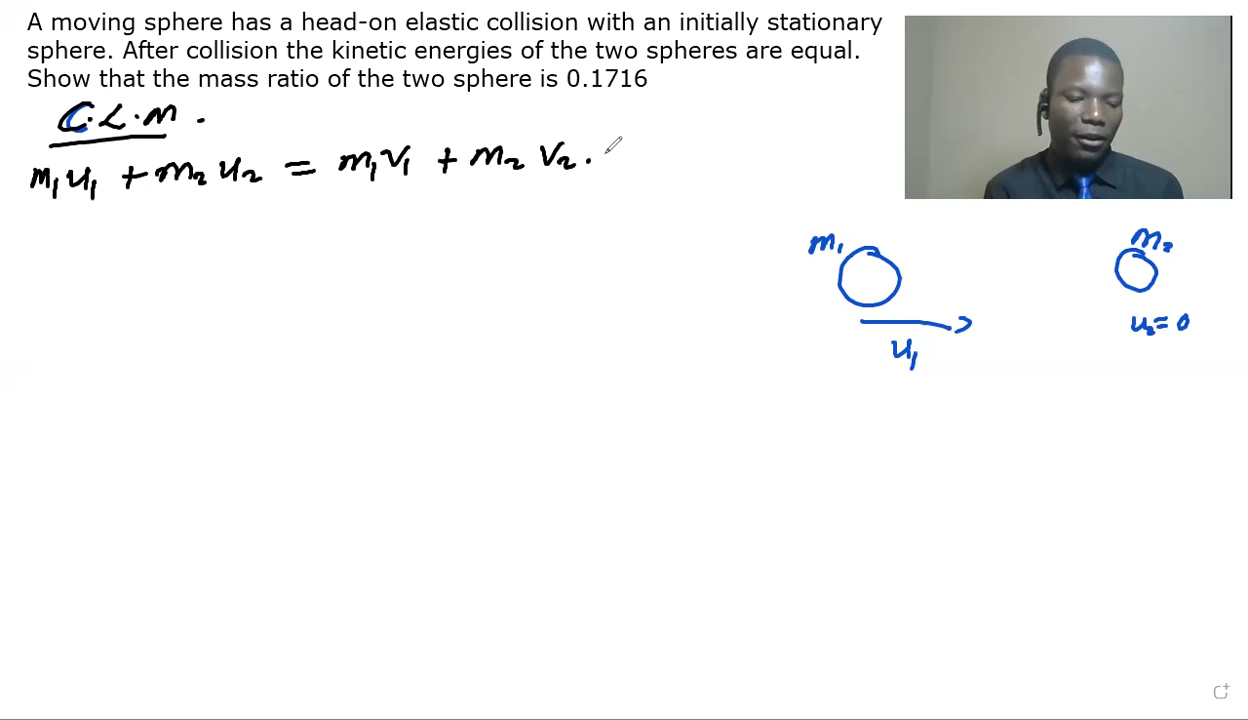 A moving sphere has a head-on elastic collision with an initially stationary
sphere. After collision the kinetic energies of the two spheres are equal.
Show that the mass ratio of the two sphere is 0.1716
C.L.M.
m₁u₁ + m₂u₂ = m₁v₁ + m₂v₂.
m₁
m₂
u₂=0
u₁